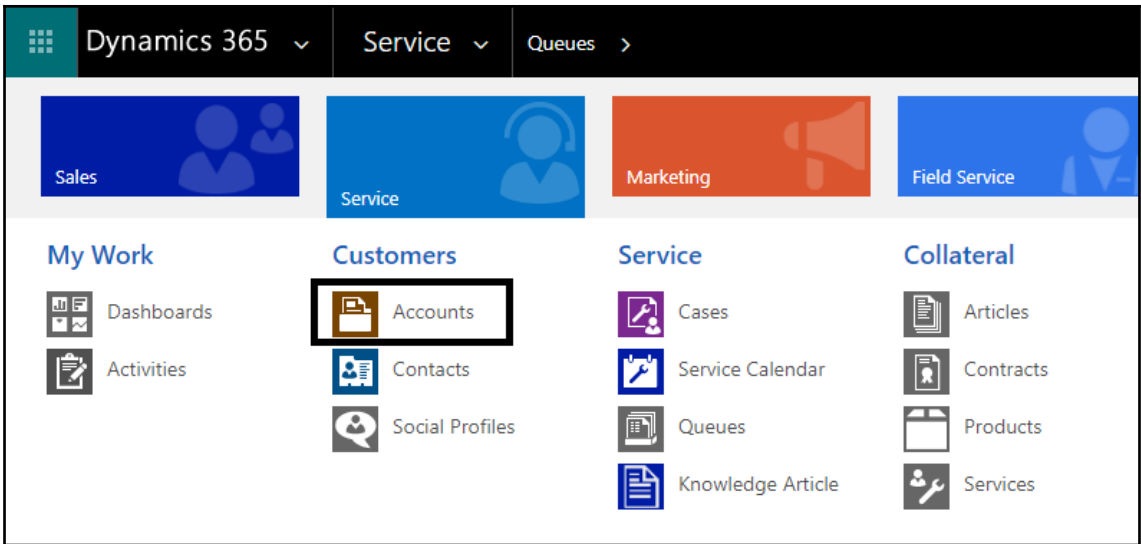 Dynamics 365 Service Queues
Sales
Service
Marketing
Field Service
My Work
Dashboards
Activities
Customers
Accounts
Contacts
Social Profiles
Service
Cases
Service Calendar
Queues
Knowledge Article
Collateral
Articles
Contracts
Products
Services